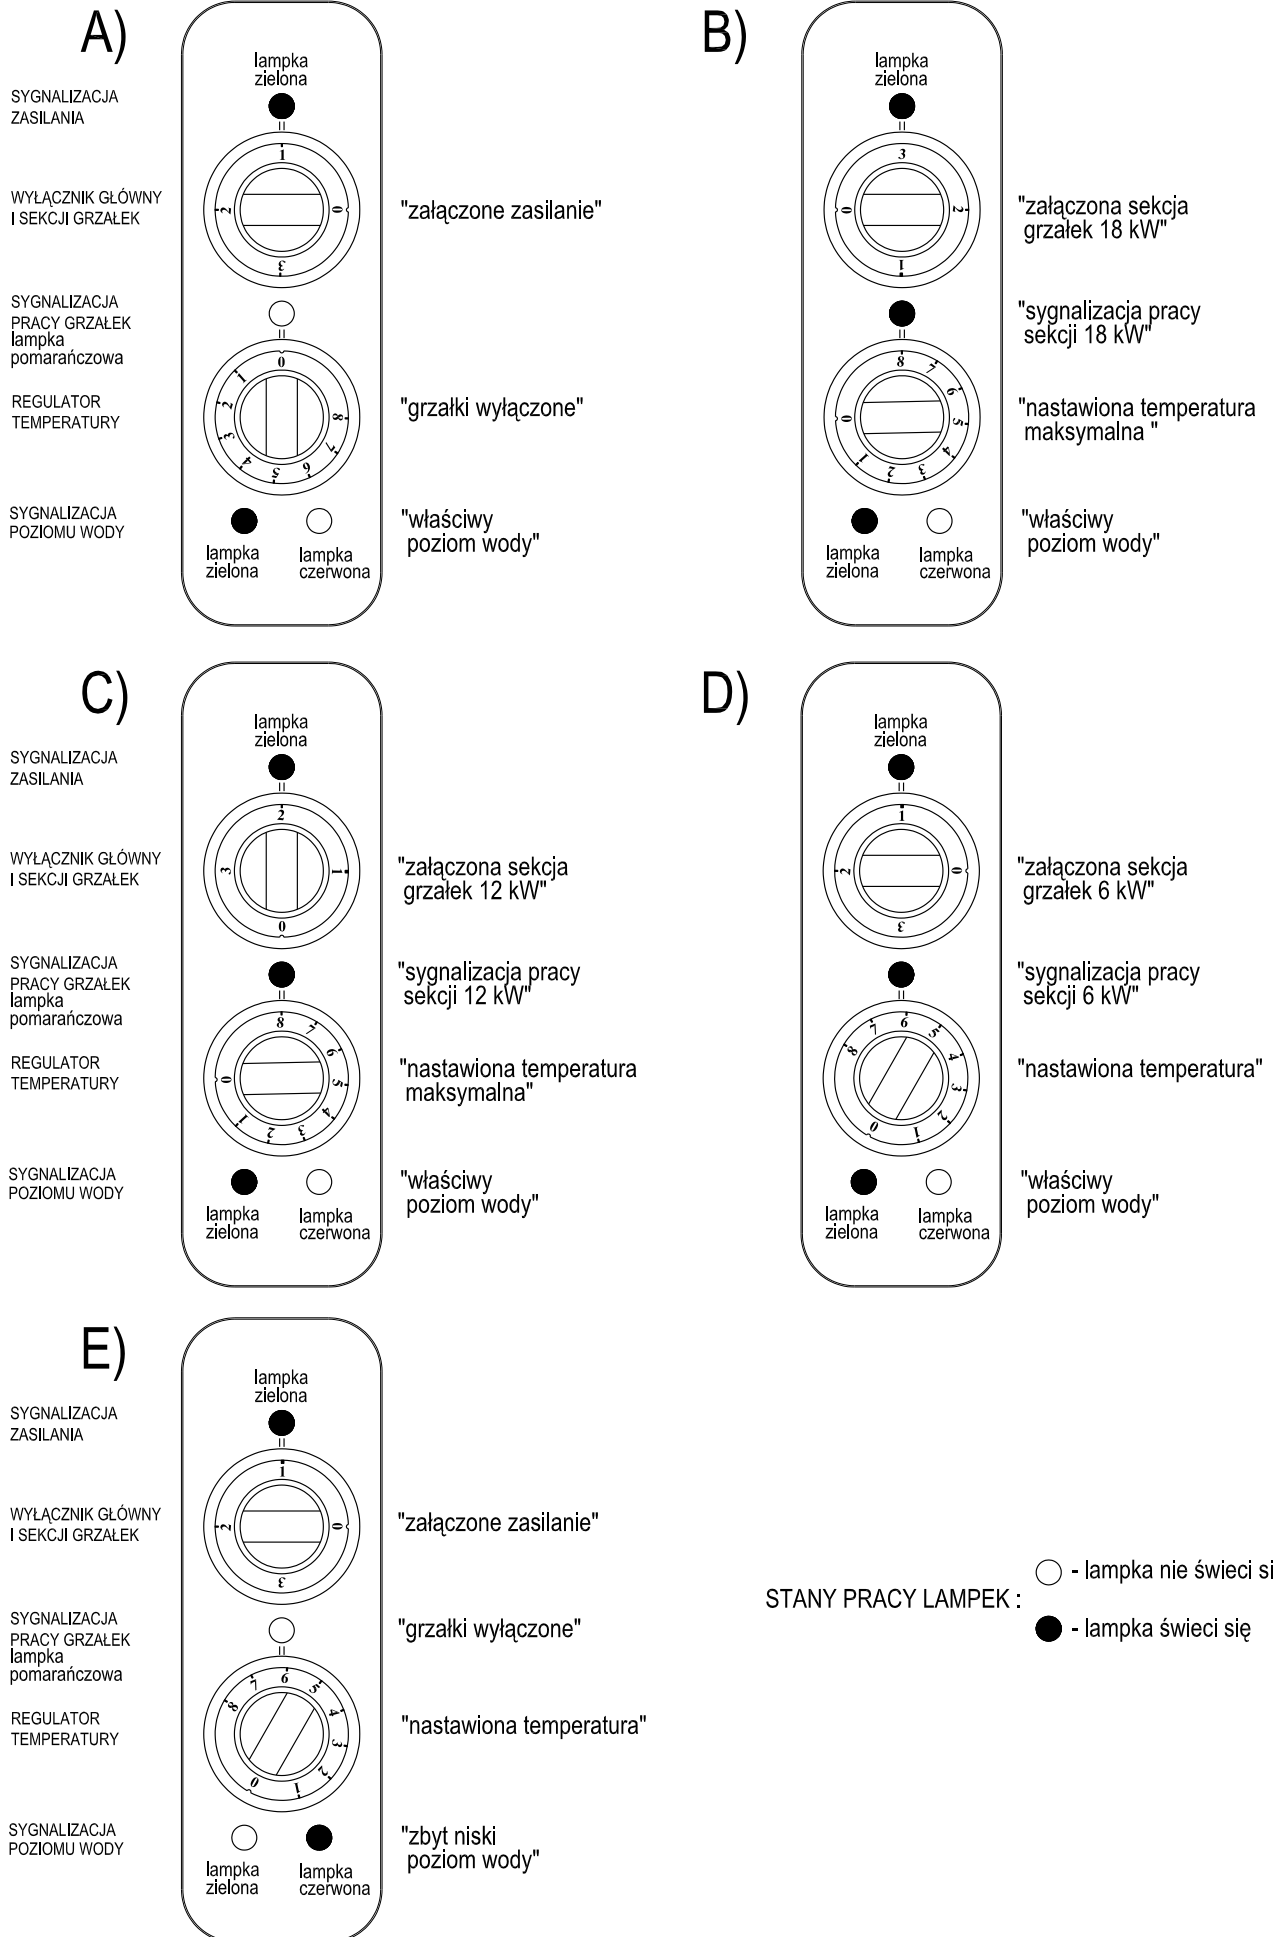 A)
lampka
zielona
SYGNALIZACJA
ZASILANIA
1
2
0
3
WYŁĄCZNIK GŁÓWNY
I SEKCJI GRZAŁEK
"załączone zasilanie"
SYGNALIZACJA
PRACY GRZAŁEK
lampka
pomarańczowa
0
1
2
3
4
5
6
7
8
REGULATOR
TEMPERATURY
"grzałki wyłączone"
SYGNALIZACJA
POZIOMU WODY
"właściwy
poziom wody"
lampka
zielona
lampka
czerwona
B)
lampka
zielona
3
0
2
1
"załączona sekcja
grzałek 18 kW"
"sygnalizacja pracy
sekcji 18 kW"
8
7
6
5
4
3
2
1
0
"nastawiona temperatura
maksymalna "
"właściwy
poziom wody"
lampka
zielona
lampka
czerwona
C)
lampka
zielona
SYGNALIZACJA
ZASILANIA
2
3
1
0
WYŁĄCZNIK GŁÓWNY
I SEKCJI GRZAŁEK
"załączona sekcja
grzałek 12 kW"
SYGNALIZACJA
PRACY GRZAŁEK
lampka
pomarańczowa
"sygnalizacja pracy
sekcji 12 kW"
8
7
6
5
4
3
2
1
0
REGULATOR
TEMPERATURY
"nastawiona temperatura
maksymalna"
SYGNALIZACJA
POZIOMU WODY
"właściwy
poziom wody"
lampka
zielona
lampka
czerwona
D)
lampka
zielona
1
2
0
3
"załączona sekcja
grzałek 6 kW"
"sygnalizacja pracy
sekcji 6 kW"
8
7
6
5
4
3
2
1
0
"nastawiona temperatura"
"właściwy
poziom wody"
lampka
zielona
lampka
czerwona
E)
lampka
zielona
SYGNALIZACJA
ZASILANIA
1
2
0
3
WYŁĄCZNIK GŁÓWNY
I SEKCJI GRZAŁEK
"załączone zasilanie"
SYGNALIZACJA
PRACY GRZAŁEK
lampka
pomarańczowa
"grzałki wyłączone"
8
7
6
5
4
3
2
1
0
REGULATOR
TEMPERATURY
"nastawiona temperatura"
SYGNALIZACJA
POZIOMU WODY
"zbyt niski
poziom wody"
lampka
zielona
lampka
czerwona
STANY PRACY LAMPEK :
- lampka nie świeci si
- lampka świeci się